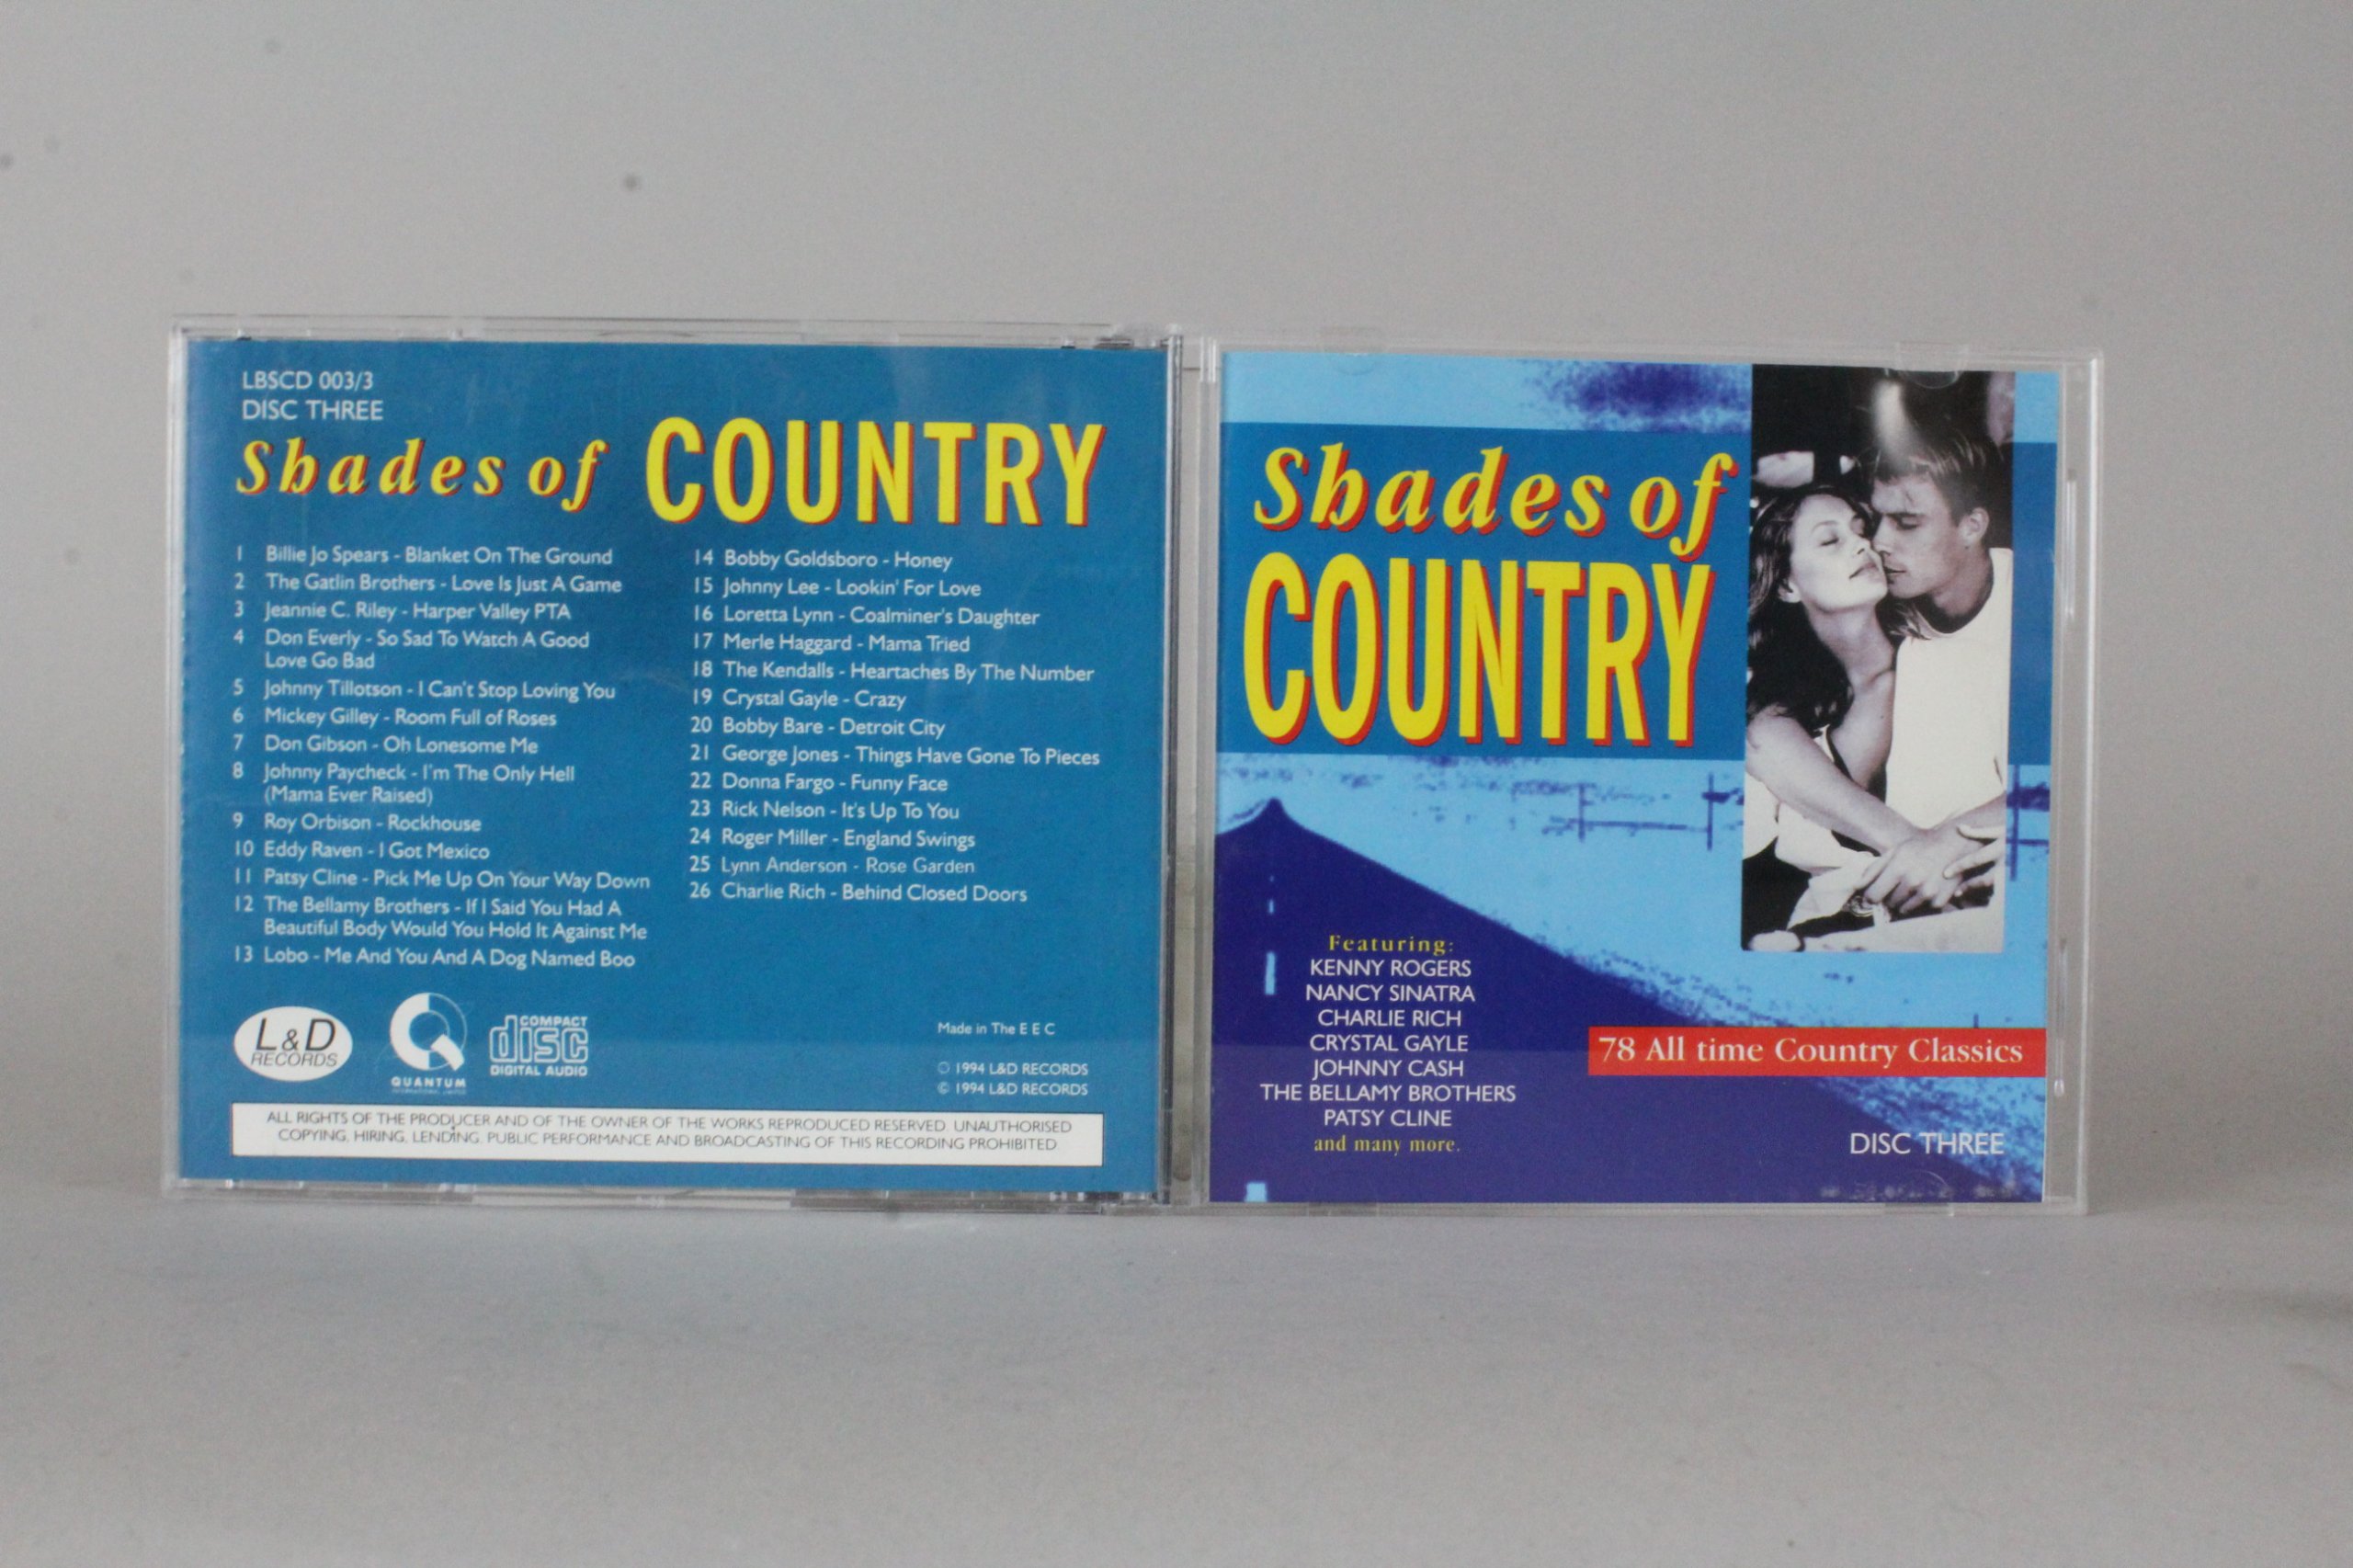 LBSCD 003/3
DISC THREE
Shades of COUNTRY
1 Billie Jo Spears - Blanket On The Ground
2 The Gatlin Brothers - Love Is Just A Game
3 Jeannie C. Riley - Harper Valley PTA
4 Don Everly - So Sad To Watch A Good
Love Go Bad
5 Johnny Tillotson - I Can't Stop Loving You
6 Mickey Gilley - Room Full of Roses
7 Don Gibson - Oh Lonesome Me
8 Johnny Paycheck - I'm The Only Hell
(Mama Ever Raised)
9 Roy Orbison - Rockhouse
10 Eddy Raven - I Got Mexico
11 Patsy Cline - Pick Me Up On Your Way Down
12 The Bellamy Brothers - If I Said You Had A
Beautiful Body Would You Hold It Against Me
13 Lobo - Me And You And A Dog Named Boo
14 Bobby Goldsboro - Honey
15 Johnny Lee - Lookin' For Love
16 Loretta Lynn - Coalminer's Daughter
17 Merle Haggard - Mama Tried
18 The Kendalls - Heartaches By The Number
19 Crystal Gayle - Crazy
20 Bobby Bare - Detroit City
21 George Jones - Things Have Gone To Pieces
22 Donna Fargo - Funny Face
23 Rick Nelson - It's Up To You
24 Roger Miller - England Swings
25 Lynn Anderson - Rose Garden
26 Charlie Rich - Behind Closed Doors
L&D
RECORDS
QUANTUM
INTERNATIONAL LIMITED
COMPACT
disc
DIGITAL AUDIO
Made in The E E C
℗ 1994 L&D RECORDS
© 1994 L&D RECORDS
ALL RIGHTS OF THE PRODUCER AND OF THE OWNER OF THE WORKS REPRODUCED RESERVED. UNAUTHORISED
COPYING, HIRING, LENDING, PUBLIC PERFORMANCE AND BROADCASTING OF THIS RECORDING PROHIBITED.
Shades of
COUNTRY
Featuring:
KENNY ROGERS
NANCY SINATRA
CHARLIE RICH
CRYSTAL GAYLE
JOHNNY CASH
THE BELLAMY BROTHERS
PATSY CLINE
and many more.
78 All time Country Classics
DISC THREE